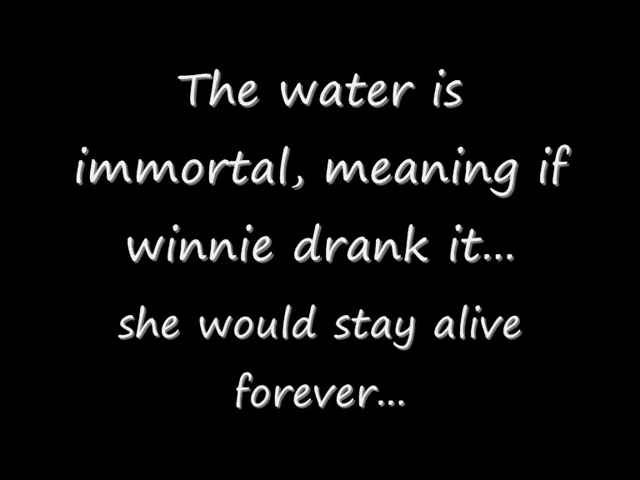 The water is
immortal, meaning if
winnie drank it...
she would stay alive
forever...